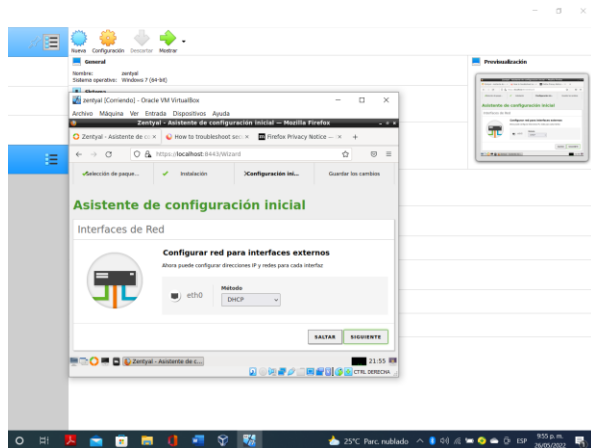 Nueva Configuración Descartar Mostrar
General
Nombre: zentyal
Sistema operativo: Windows 7 (64-bit)
Sistema
Previsualización
zentyal [Corriendo] - Oracle VM VirtualBox
Archivo Máquina Ver Entrada Dispositivos Ayuda
Zentyal - Asistente de configuración inicial — Mozilla Firefox
Zentyal - Asistente de co
How to troubleshoot sec
Firefox Privacy Notice —
https://localhost:8443/Wizard
Selección de paque...
Instalación
Configuración ini...
Guardar los cambios
Asistente de configuración inicial
Interfaces de Red
Configurar red para interfaces externos
Ahora puede configurar direcciones IP y redes para cada interfaz
Método
eth0
DHCP
SALTAR
SIGUIENTE
Zentyal - Asistente de c...
21:55
CTRL DERECHA
25°C Parc. nublado
ESP
9:55 p. m.
26/05/2022